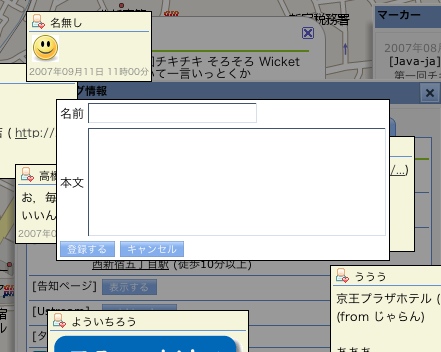 名無し
2007年09月11日 11時00分
新宿税務署
マーカー
2007年08月
[Java-ja]
第一回チ
チキチキ そろそろ Wicket
いて一言いっとくか
グ情報
名前
本文
登録する
キャンセル
( http://
/...)
高橋
お、毎
いいん
2007年0
西新宿五丁目駅 (徒歩10分以上)
[告知ページ]
表示する
よういちろう
ううう
京王プラザホテル (
(from じゃらん)
ぁぁぁ